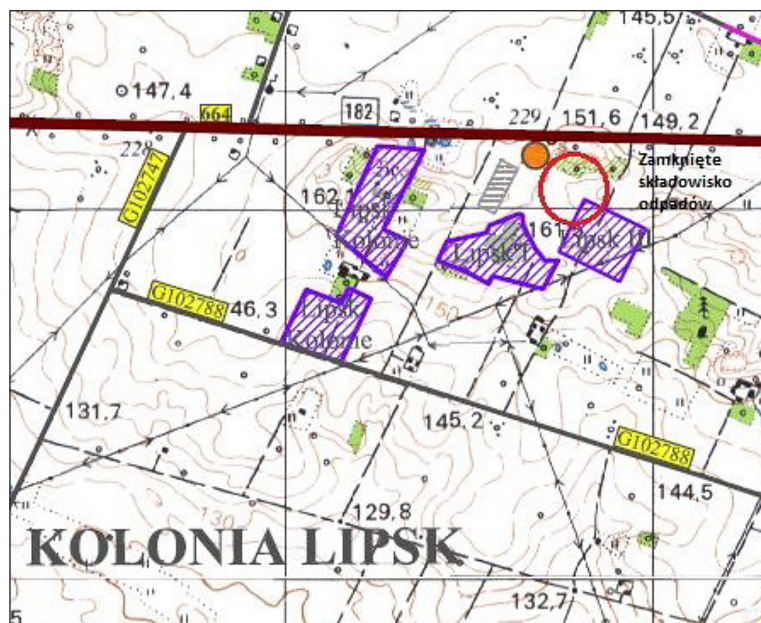 145,5
147,4
664
182
229
151,6
149,2
Zamknięte
składowisko
odpadów
G102747
162,1
Lipsk
Kolonie
161,
Lipsk I
Lipsk III
G102788
46,3
Lipsk
Kolonie
150
131,7
145,2
G102788
144,5
129,8
130
KOLONIA LIPSK
132,7
5